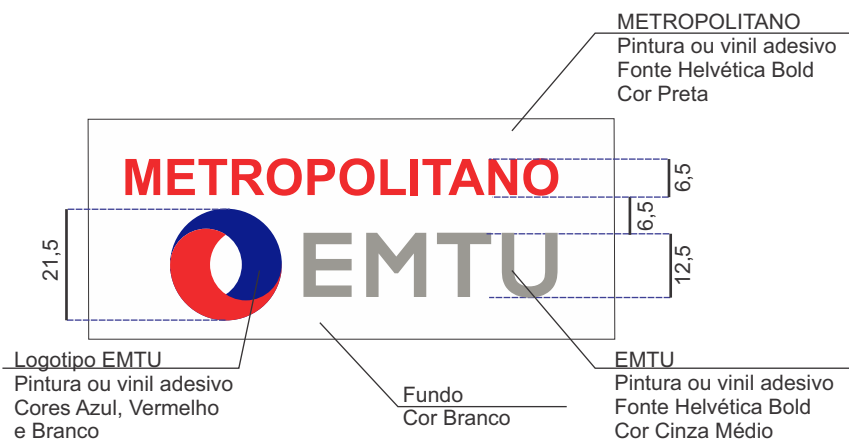 METROPOLITANO
Pintura ou vinil adesivo
Fonte Helvética Bold
Cor Preta
METROPOLITANO
6,5
6,5
21,5
EMTU
12,5
Logotipo EMTU
Pintura ou vinil adesivo
Cores Azul, Vermelho
e Branco
Fundo
Cor Branco
EMTU
Pintura ou vinil adesivo
Fonte Helvética Bold
Cor Cinza Médio